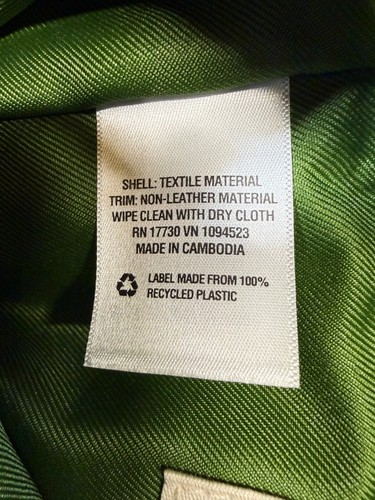 SHELL: TEXTILE MATERIAL
TRIM: NON-LEATHER MATERIAL
WIPE CLEAN WITH DRY CLOTH
RN 17730 VN 1094523
MADE IN CAMBODIA
LABEL MADE FROM 100%
RECYCLED PLASTIC